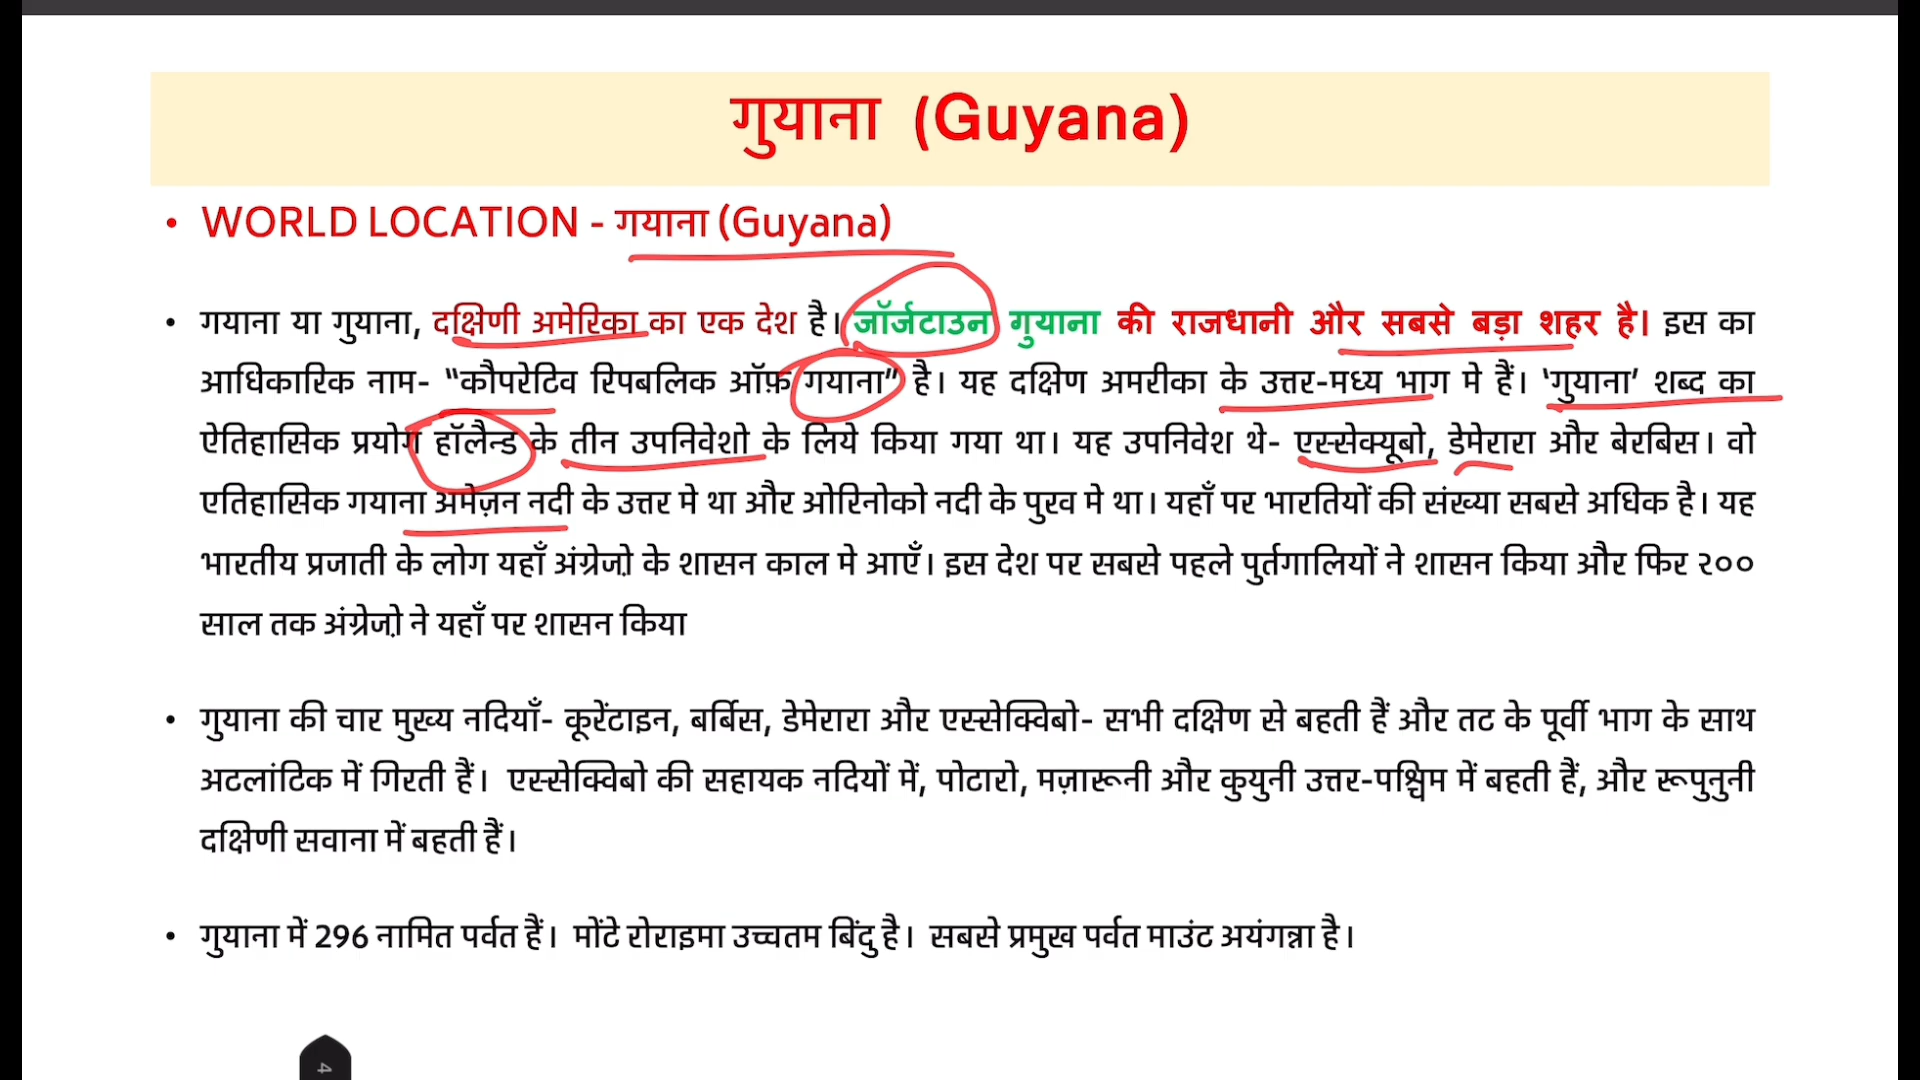 गुयाना (Guyana)
• WORLD LOCATION - गयाना (Guyana)
• गयाना या गुयाना, दक्षिणी अमेरिका का एक देश है। जॉर्जटाउन गुयाना की राजधानी और सबसे बड़ा शहर है। इस का
आधिकारिक नाम- "कौपरेटिव रिपबलिक ऑफ़ गयाना” है। यह दक्षिण अमरीका के उत्तर-मध्य भाग मे हैं। ‘गुयाना’ शब्द का
ऐतिहासिक प्रयोग हॉलैन्ड के तीन उपनिवेशो के लिये किया गया था। यह उपनिवेश थे- एस्सेक्यूबो, डेमेरारा और बेरबिस। वो
एतिहासिक गयाना अमेज़न नदी के उत्तर मे था और ओरिनोको नदी के पुरव मे था। यहाँ पर भारतियों की संख्या सबसे अधिक है। यह
भारतीय प्रजाती के लोग यहाँ अंग्रेजो़ के शासन काल मे आएँ। इस देश पर सबसे पहले पुर्तगालियों ने शासन किया और फिर २००
साल तक अंग्रेजो़ ने यहाँ पर शासन किया
• गुयाना की चार मुख्य नदियाँ- कूरेंटाइन, बर्बिस, डेमेरारा और एस्सेक्विबो- सभी दक्षिण से बहती हैं और तट के पूर्वी भाग के साथ
अटलांटिक में गिरती हैं। एस्सेक्विबो की सहायक नदियों में, पोटारो, मज़ारूनी और कुयुनी उत्तर-पश्चिम में बहती हैं, और रूपुनुनी
दक्षिणी सवाना में बहती हैं।
• गुयाना में 296 नामित पर्वत हैं। मोंटे रोराइमा उच्चतम बिंदु है। सबसे प्रमुख पर्वत माउंट अयंगन्ना है।
4